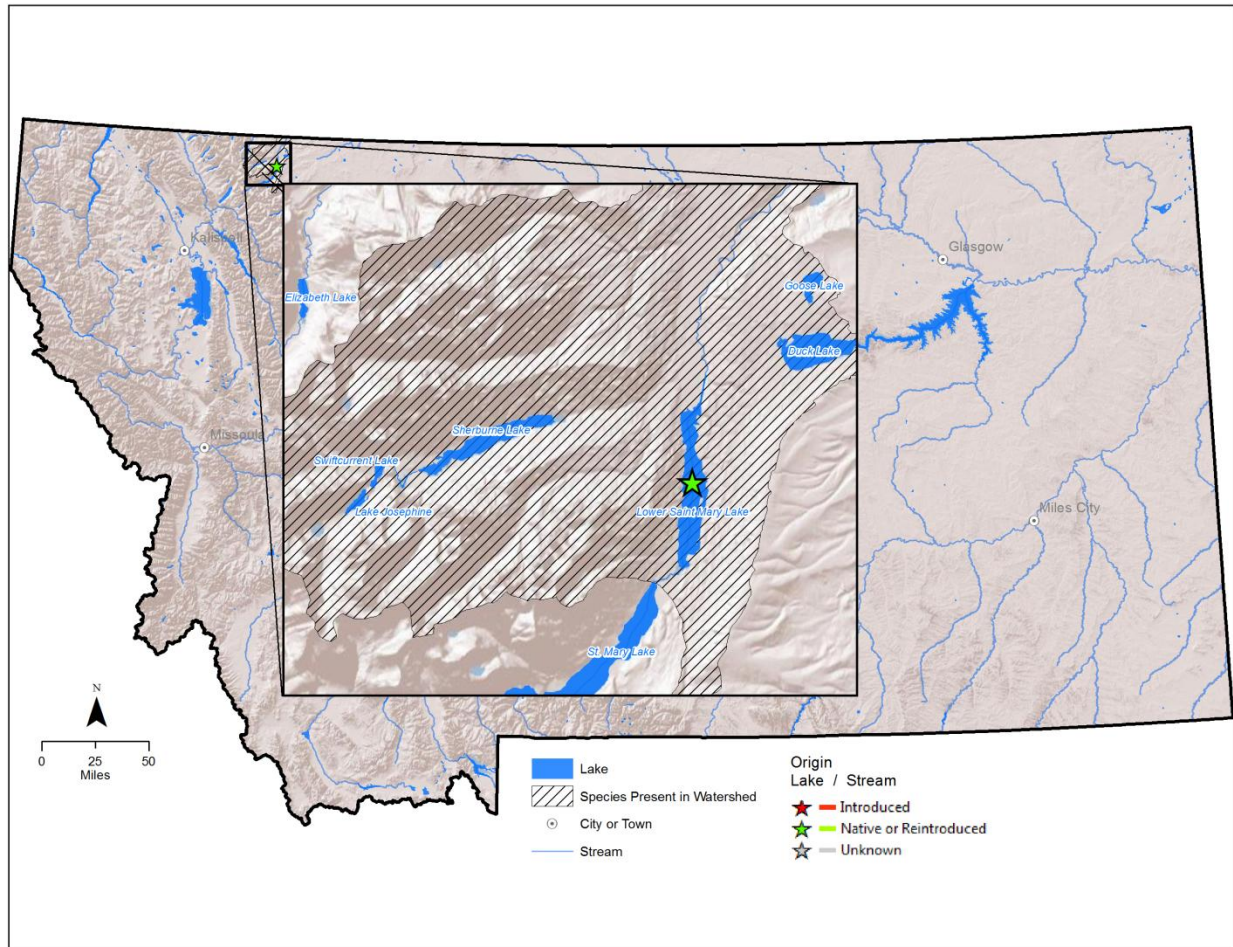 Kalispell
Glasgow
Goose Lake
Elizabeth Lake
Duck Lake
Sherburne Lake
Missoula
Swiftcurrent Lake
Lake Josephine
Lower Saint Mary Lake
Miles City
St. Mary Lake
N
0 25 50
Miles
Lake
Species Present in Watershed
City or Town
Stream
Origin
Lake / Stream
Introduced
Native or Reintroduced
Unknown